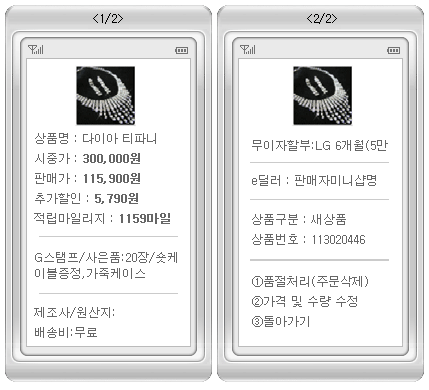 <1/2>
상품명 : 다이아 티파니
시중가 : 300,000원
판매가 : 115,900원
추가할인 : 5,790원
적립마일리지 : 1159마일
G스탬프/사은품:20장/숏케
이블증정,가죽케이스
제조사/원산지:
배송비:무료
<2/2>
무이자할부:LG 6개월(5만
e딜러 : 판매자미니샵명
상품구분 : 새상품
상품번호 : 113020446
①품절처리(주문삭제)
②가격 및 수량 수정
③돌아가기